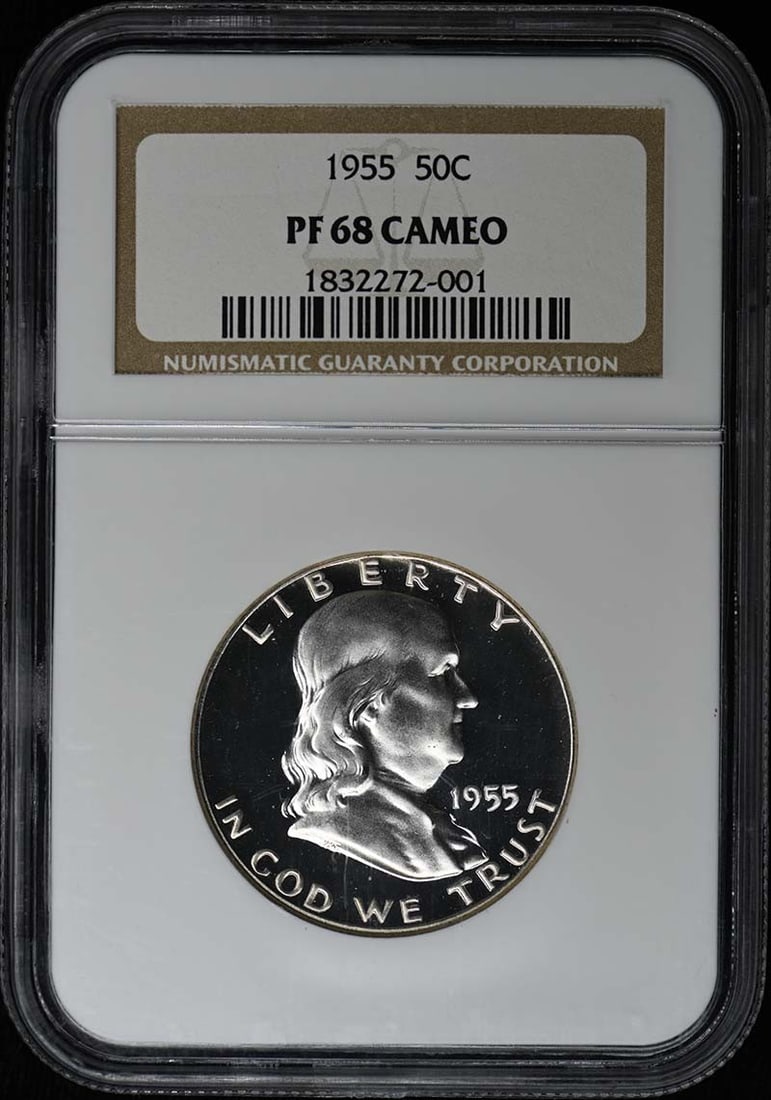 1955 50C
PF 68 CAMEO
1832272-001
NUMISMATIC GUARANTY CORPORATION
LIBERTY
1955
IN GOD WE TRUST